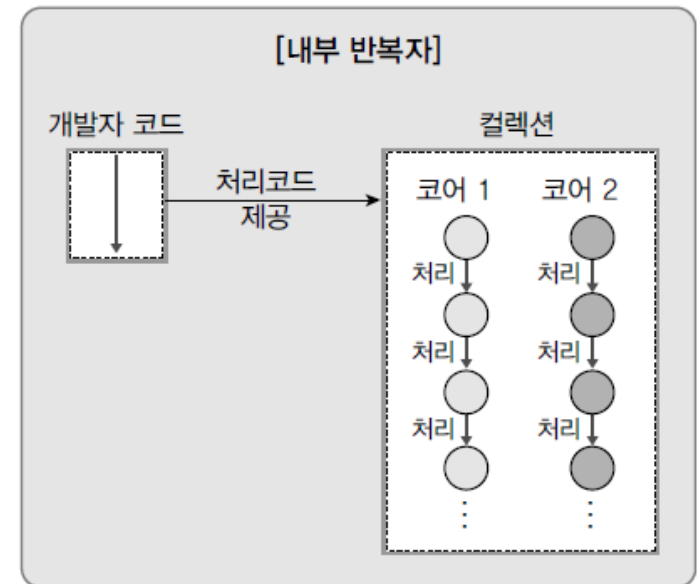 [내부 반복자]
개발자 코드
컬렉션
처리코드
제공
코어 1 코어 2
처리 처리
처리 처리
처리 처리
⋮ ⋮